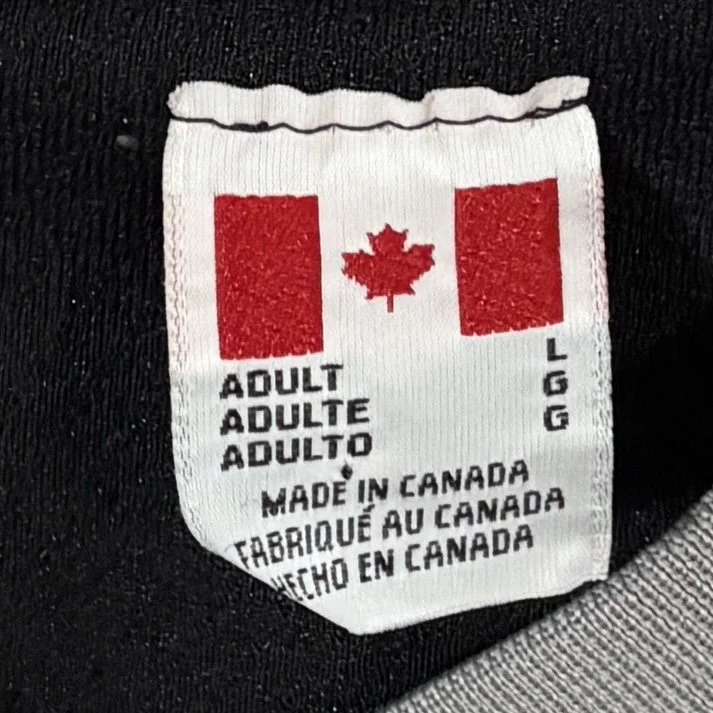 ADULT L
ADULTE G
ADULTO G
MADE IN CANADA
FABRIQUÉ AU CANADA
HECHO EN CANADA